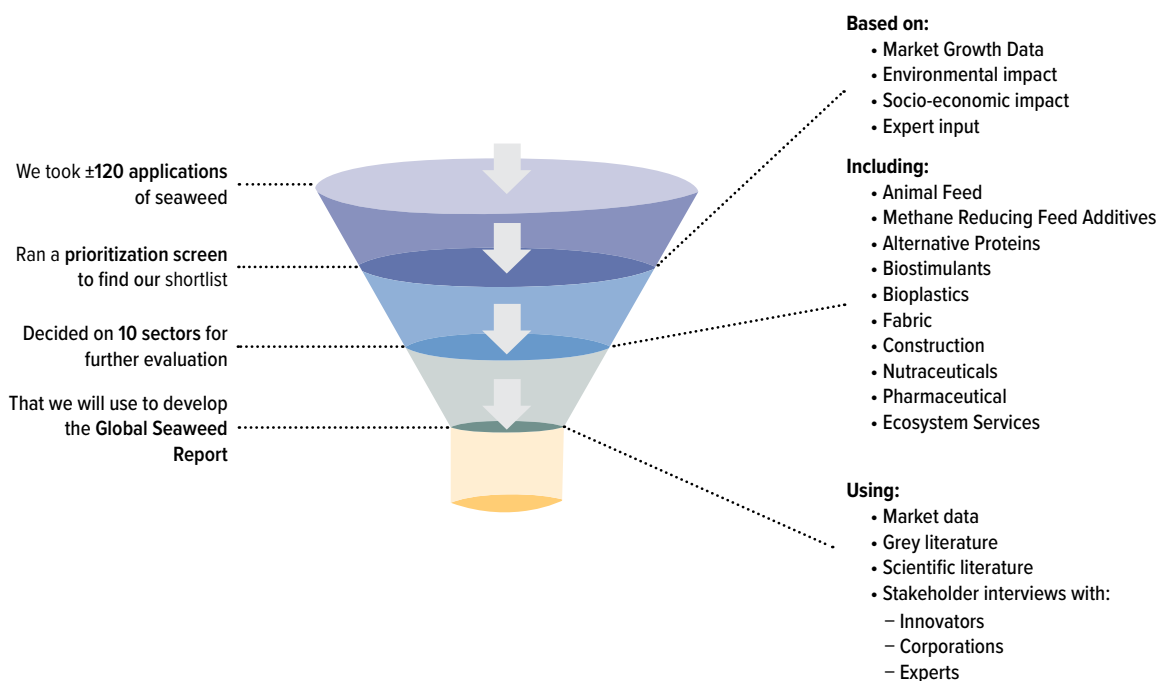 We took ±120 applications
of seaweed
Ran a prioritization screen
to find our shortlist
Decided on 10 sectors for
further evaluation
That we will use to develop
the Global Seaweed
Report
Based on:
• Market Growth Data
• Environmental impact
• Socio-economic impact
• Expert input
Including:
• Animal Feed
• Methane Reducing Feed Additives
• Alternative Proteins
• Biostimulants
• Bioplastics
• Fabric
• Construction
• Nutraceuticals
• Pharmaceutical
• Ecosystem Services
Using:
• Market data
• Grey literature
• Scientific literature
• Stakeholder interviews with:
– Innovators
– Corporations
– Experts